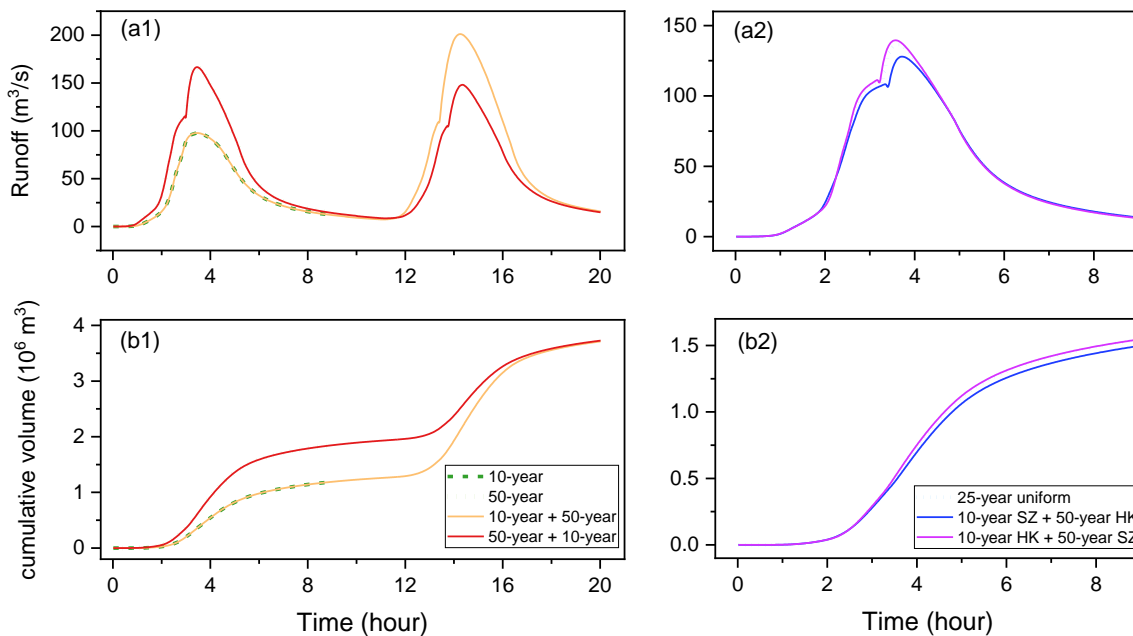 (a1)
Runoff (m³/s)
200
150
100
50
0
0 4 8 12 16 20
(a2)
150
100
50
0
0 2 4 6 8
(b1)
cumulative volume (10⁶ m³)
4
3
2
1
0
10-year
50-year
10-year + 50-year
50-year + 10-year
0 4 8 12 16 20
Time (hour)
(b2)
1.5
1.0
0.5
0.0
25-year uniform
10-year SZ + 50-year HK
10-year HK + 50-year SZ
0 2 4 6 8
Time (hour)